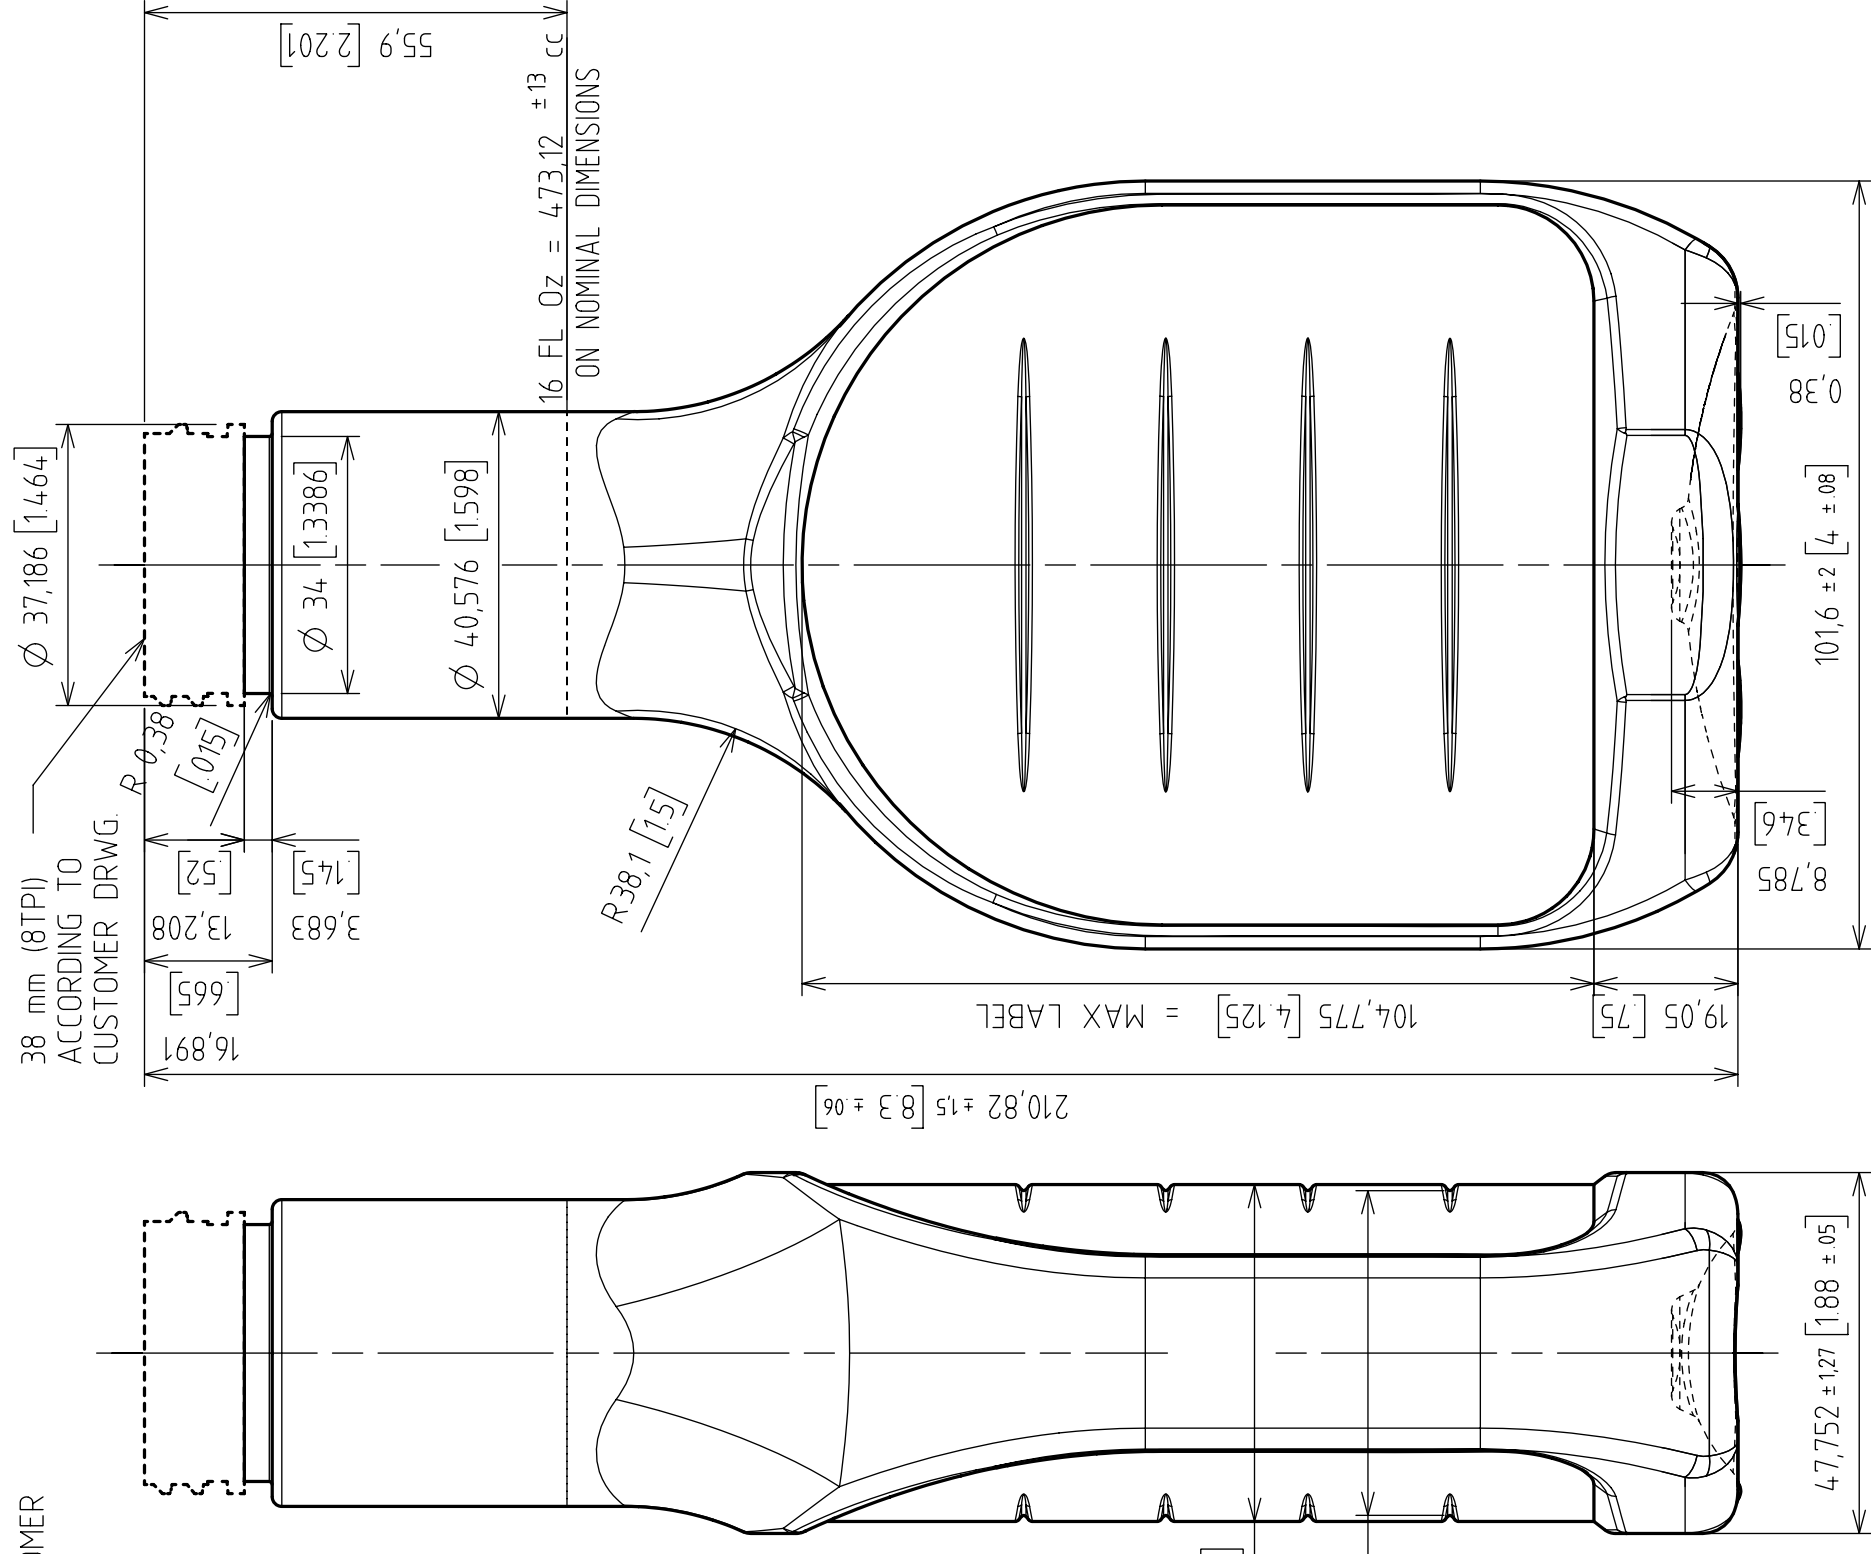 55,9 [2.201]
16 FL Oz = 473,12 ±13 cc
ON NOMINAL DIMENSIONS
Ø 37,186 [1.464]
Ø 34 [1.3386]
Ø 40,576 [1.598]
38 mm (8TPI)
ACCORDING TO
CUSTOMER DRWG.
R 0,38
[.015]
[.52]
13,208
[.145]
3,683
[.665]
16,891
R38,1 [1.5]
[.015]
0,38
101,6 ±2 [4 ±.08]
[.346]
8,785
104,775 [4.125] = MAX LABEL
19,05 [.75]
210,82 ±1,5 [8.3 ±.06]
47,752 ±1,27 [1.88 ±.05]
OMER
]